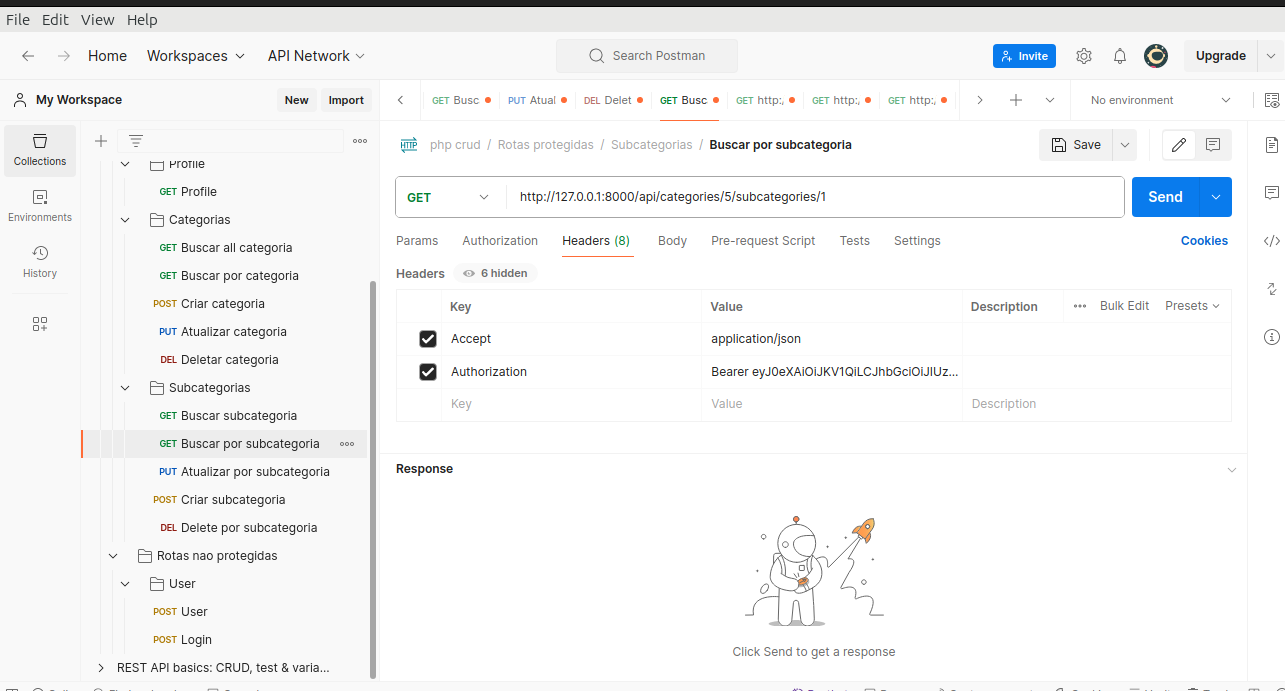 File Edit View Help
Home Workspaces API Network Search Postman Invite Upgrade
My Workspace New Import GET Busc PUT Atual DEL Delet GET Busc GET http:, GET http:, GET http:, No environment
Collections
Environments
History
Profile
GET Profile
Categorias
GET Buscar all categoria
GET Buscar por categoria
POST Criar categoria
PUT Atualizar categoria
DEL Deletar categoria
Subcategorias
GET Buscar subcategoria
GET Buscar por subcategoria
PUT Atualizar por subcategoria
POST Criar subcategoria
DEL Delete por subcategoria
Rotas nao protegidas
User
POST User
POST Login
REST API basics: CRUD, test & varia...
HTTP php crud / Rotas protegidas / Subcategorias / Buscar por subcategoria Save
GET http://127.0.0.1:8000/api/categories/5/subcategories/1 Send
Params Authorization Headers (8) Body Pre-request Script Tests Settings Cookies
Headers 6 hidden
Key Value Description Bulk Edit Presets
Accept application/json
Authorization Bearer eyJ0eXAiOiJKV1QiLCJhbGciOiJIUz...
Key Value Description
Response
Click Send to get a response